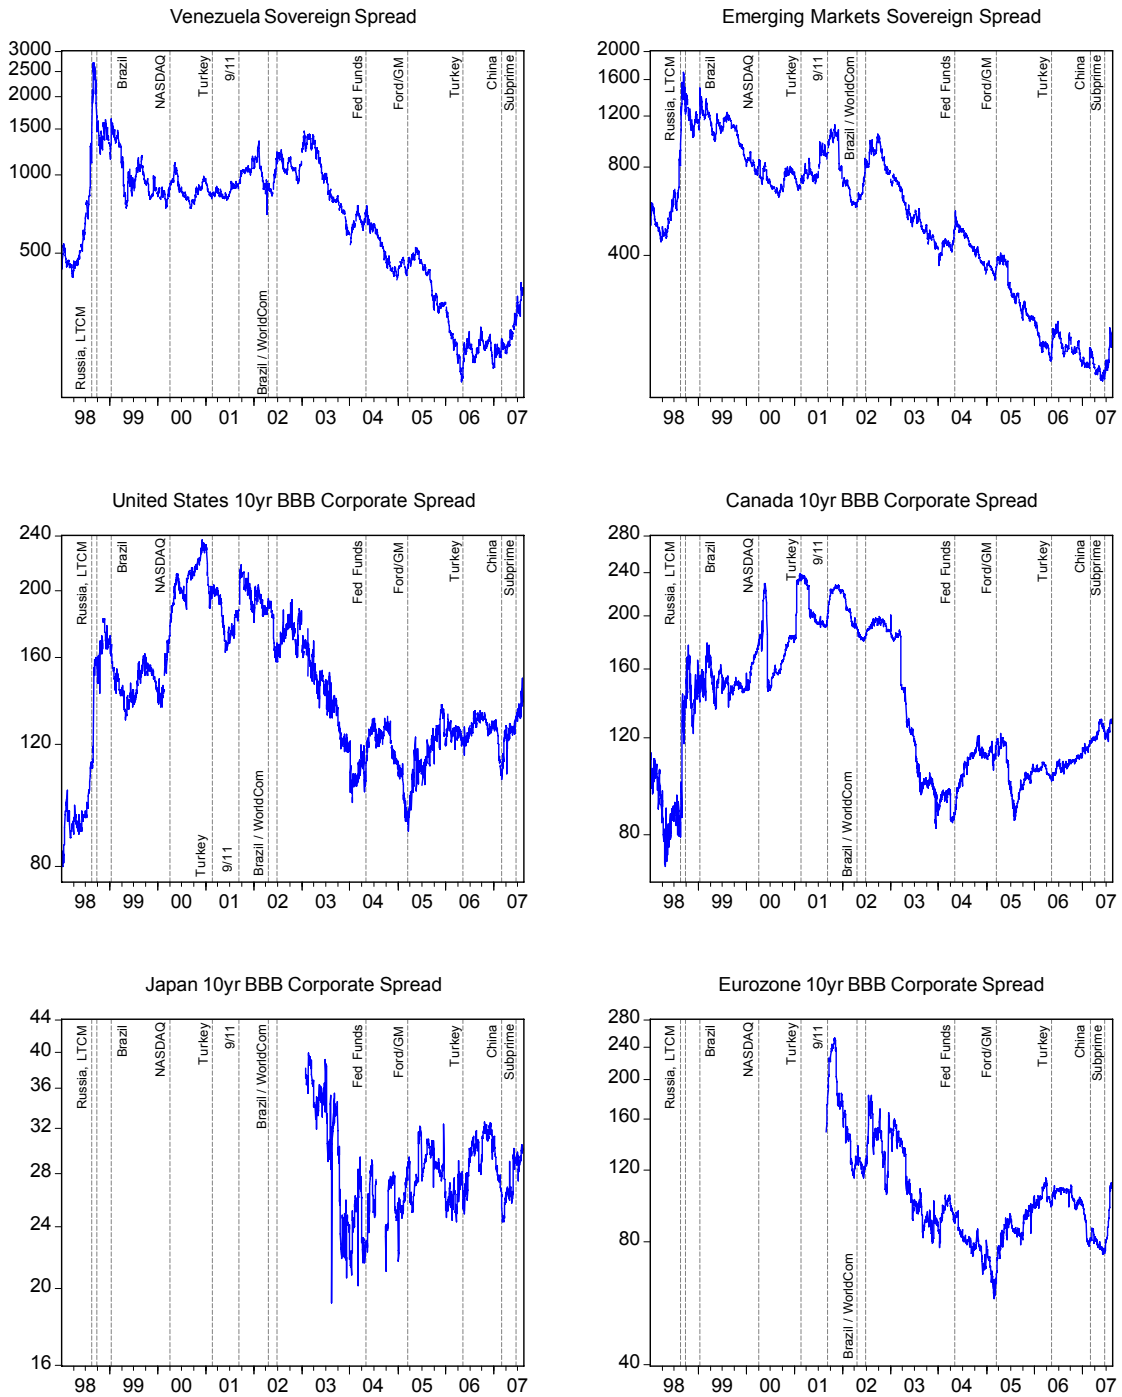 Venezuela Sovereign Spread
3000
2500
2000
1500
1000
500
Russia, LTCM
Brazil
NASDAQ
Turkey
9/11
Brazil / WorldCom
Fed Funds
Ford/GM
Turkey
China
Subprime
98 99 00 01 02 03 04 05 06 07
Emerging Markets Sovereign Spread
2000
1600
1200
800
400
Russia, LTCM
Brazil
NASDAQ
Turkey
9/11
Brazil / WorldCom
Fed Funds
Ford/GM
Turkey
China
Subprime
98 99 00 01 02 03 04 05 06 07
United States 10yr BBB Corporate Spread
240
200
160
120
80
Russia, LTCM
Brazil
NASDAQ
Turkey
9/11
Brazil / WorldCom
Fed Funds
Ford/GM
Turkey
China
Subprime
98 99 00 01 02 03 04 05 06 07
Canada 10yr BBB Corporate Spread
280
240
200
160
120
80
Russia, LTCM
Brazil
NASDAQ
Turkey
9/11
Brazil / WorldCom
Fed Funds
Ford/GM
Turkey
China
Subprime
98 99 00 01 02 03 04 05 06 07
Japan 10yr BBB Corporate Spread
44
40
36
32
28
24
20
16
Russia, LTCM
Brazil
NASDAQ
Turkey
9/11
Brazil / WorldCom
Fed Funds
Ford/GM
Turkey
China
Subprime
98 99 00 01 02 03 04 05 06 07
Eurozone 10yr BBB Corporate Spread
280
240
200
160
120
80
40
Russia, LTCM
Brazil
NASDAQ
Turkey
9/11
Brazil / WorldCom
Fed Funds
Ford/GM
Turkey
China
Subprime
98 99 00 01 02 03 04 05 06 07